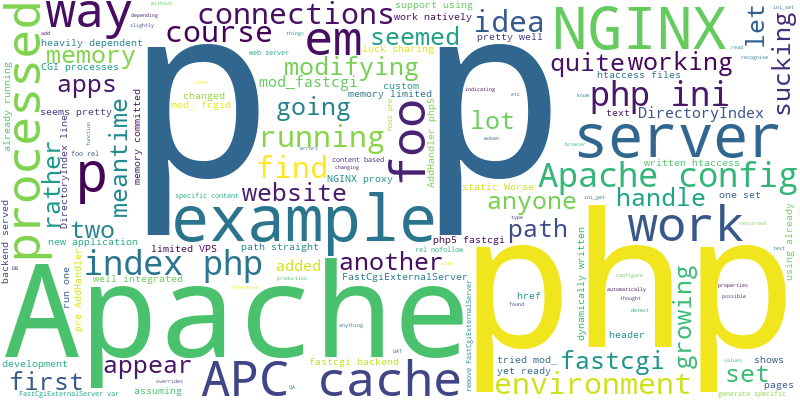 way
connections
em
seemed
idea
NGINX
let
ini_set
without
depending
slightly
add
heavily dependent
memory
CGI processes
course
work natively
support using
pretty well
luck sharing
web server
things
quite
working
read
recognise
htaccess files
sucking
processed
already running
apps
seems pretty
meantime
rather
DirectoryIndex line
memory committed
p p
changed
mod_ fcgid
modifying
mod_fastcgi
going
memory limited
custom
running
find
errors
content based
changing
NGINX proxy
specific content
host pre
foo
AddHandler php5
indicating
etc
lot
woken
static Worse
php ini
know
text
DirectoryIndex
server
browser
function
foo rel
p
website
example
anyone
written htaccess
Apache config
ini_get
one set
type
restarted
handle
work
path
php5 fastcgi
rel nofollow
backend served
two
new application
limited VPS
path straight
DB
run one
pre AddHandler
index php
well integrated
added
another
FastCgiExternalServer
production
side
reference
href
found
dynamically written
configure
automatically
thought
detect
properties
possible
test
using already
growing
header
Apache
php
appear
development
first
assuming
overrides
FastCgiExternalServer var
APC cache
anything
QA
UAT
fastcgi backend
remove FastCgiExternalServer
tried mod_
yet ready
fastcgi
environment
set
shows
pages
values
generate specific